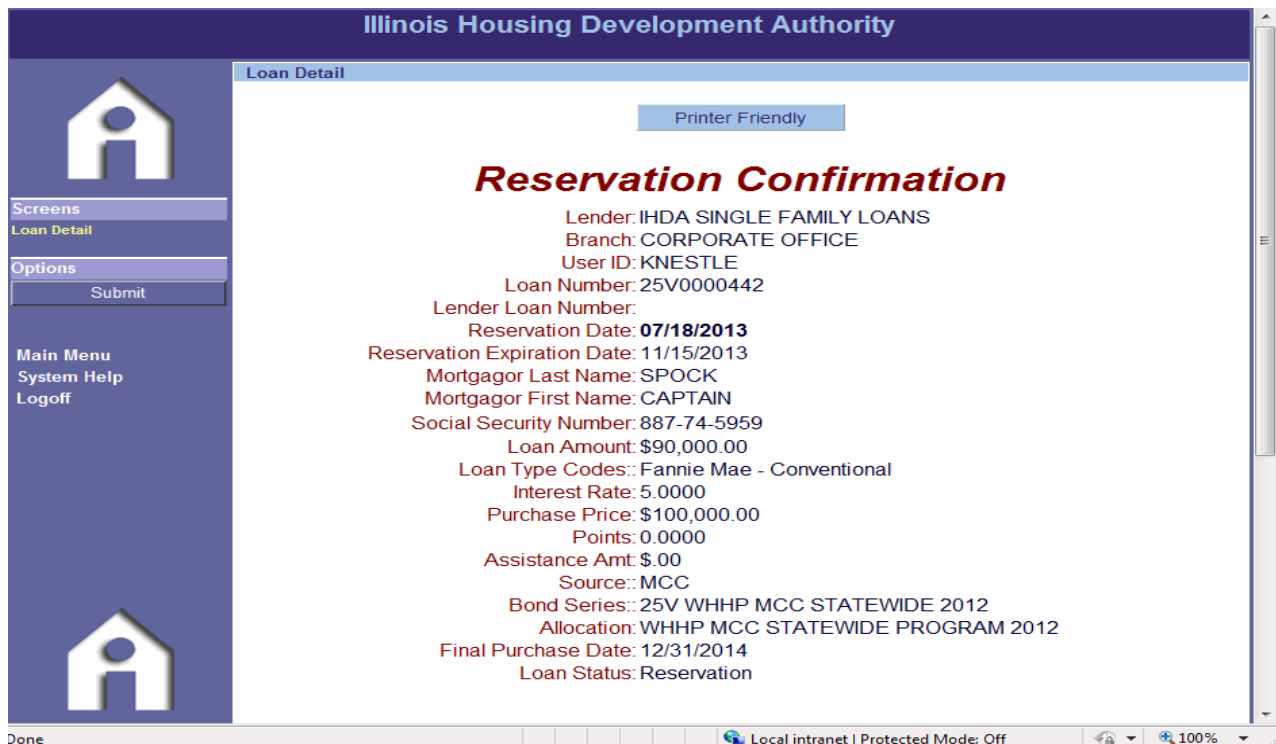 Illinois Housing Development Authority
Loan Detail
Printer Friendly
Reservation Confirmation
Screens
Loan Detail
Options
Submit
Main Menu
System Help
Logoff
Lender: IHDA SINGLE FAMILY LOANS
Branch: CORPORATE OFFICE
User ID: KNESTLE
Loan Number: 25V0000442
Lender Loan Number:
Reservation Date: 07/18/2013
Reservation Expiration Date: 11/15/2013
Mortgagor Last Name: SPOCK
Mortgagor First Name: CAPTAIN
Social Security Number: 887-74-5959
Loan Amount: $90,000.00
Loan Type Codes:: Fannie Mae - Conventional
Interest Rate: 5.0000
Purchase Price: $100,000.00
Points: 0.0000
Assistance Amt: $.00
Source:: MCC
Bond Series:: 25V WHHP MCC STATEWIDE 2012
Allocation: WHHP MCC STATEWIDE PROGRAM 2012
Final Purchase Date: 12/31/2014
Loan Status: Reservation
Done
Local intranet | Protected Mode: Off
100%